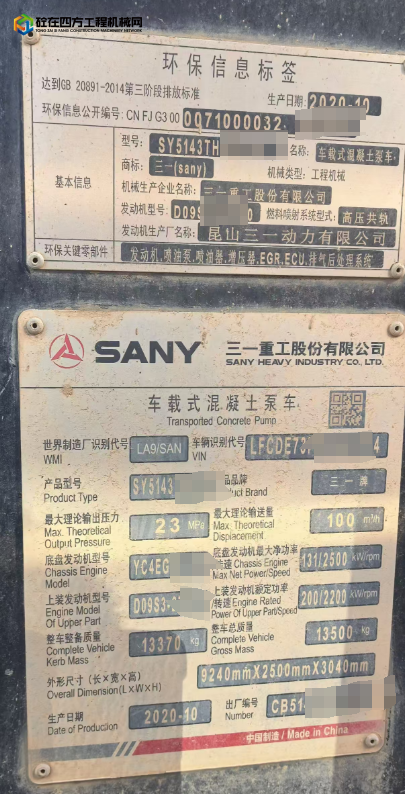 砼在四方工程机械网
TONG ZAI SI FANG CONSTRUCTION MACHINERY NETWORK
环保信息标签
达到GB 20891-2014第三阶段排放标准
生产日期: 2020-10
环保信息公开编号: CN FJ G3 00 0Q71000032-
基本信息
型号: SY5143TH 名称: 车载式混凝土泵车
商标: 三一(sany) 机械类型: 工程机械
机械生产企业名称: 三一重工股份有限公司
发动机型号: D09S 0 燃料喷射系统型式: 高压共轨
发动机生产厂名称: 昆山三一动力有限公司
环保关键零部件 发动机,喷油泵,喷油器,增压器,EGR,ECU,排气后处理系统
SANY 三一重工股份有限公司
SANY HEAVY INDUSTRY CO., LTD.
车载式混凝土泵车
Transported Concrete Pump
世界制造厂识别代号 LA9/SAN 车辆识别代号 LFCDE73 4
WMI VIN
产品型号 SY5143 品品牌 三一牌
Product Type uct Brand
最大理论输出压力 23 MPa 最大理论输送量 100 m³/h
Max. Theoretical Max. Theoretical
Output Pressure Displacement
底盘发动机型号 YC4EG 底盘发动机最大净功率 131/2500 kW/rpm
Chassis Engine 转速 Chassis Engine
Model Max Net Power/Speed
上装发动机型号 D09S3-2 上装发动机额定功率 200/2200 kW/rpm
Engine Model /转速 Engine Rated
Of Upper Part Power Of Upper Part/Speed
整车整备质量 13370 kg 整车总质量 13500 kg
Complete Vehicle Complete Vehicle
Kerb Mass Gross Mass
外形尺寸(长×宽×高) 9240mm×2500mm×3040mm
Overall Dimension(L×W×H)
生产日期 2020-10 出厂编号 CB51
Date of Production Number
中国制造 / Made in China